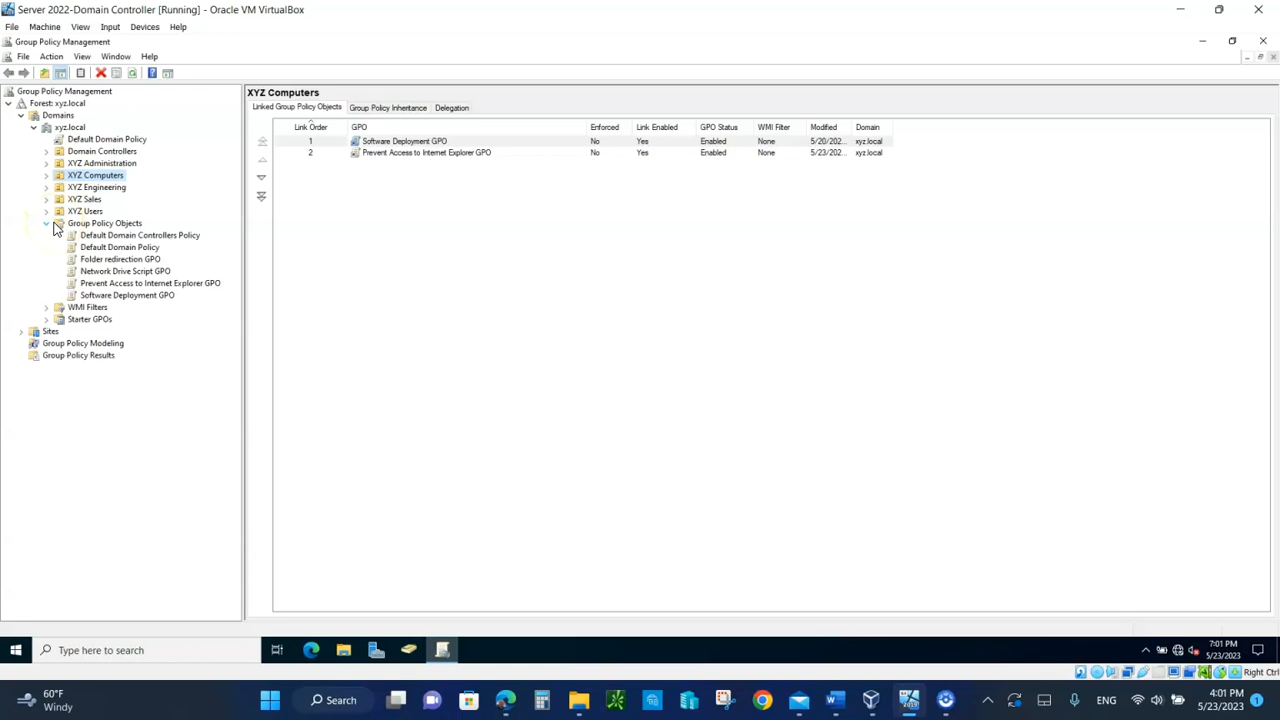 Server 2022-Domain Controller [Running] - Oracle VM VirtualBox
File Machine View Input Devices Help
Group Policy Management
File Action View Window Help
Group Policy Management
Forest: xyz.local
Domains
xyz.local
Default Domain Policy
Domain Controllers
XYZ Administration
XYZ Computers
XYZ Engineering
XYZ Sales
XYZ Users
Group Policy Objects
Default Domain Controllers Policy
Default Domain Policy
Folder redirection GPO
Network Drive Script GPO
Prevent Access to Internet Explorer GPO
Software Deployment GPO
WMI Filters
Starter GPOs
Sites
Group Policy Modeling
Group Policy Results
XYZ Computers
Linked Group Policy Objects Group Policy Inheritance Delegation
Link Order GPO Enforced Link Enabled GPO Status WMI Filter Modified Domain
1 Software Deployment GPO No Yes Enabled None 5/20/202... xyz.local
2 Prevent Access to Internet Explorer GPO No Yes Enabled None 5/23/202... xyz.local
Type here to search
7:01 PM
5/23/2023
Right Ctrl
60°F
Windy
Search
2019
ENG
4:01 PM
5/23/2023
1